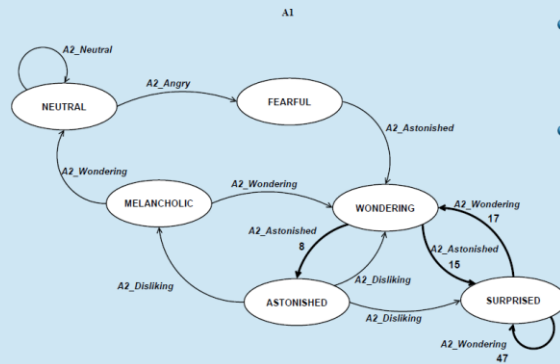 A1
A2_Neutral
A2_Angry
NEUTRAL
FEARFUL
A2_Astonished
A2_Wondering
A2_Wondering
MELANCHOLIC
WONDERING
A2_Wondering
17
A2_Astonished
8
A2_Astonished
15
A2_Disliking
A2_Disliking
ASTONISHED
SURPRISED
A2_Disliking
A2_Wondering
47